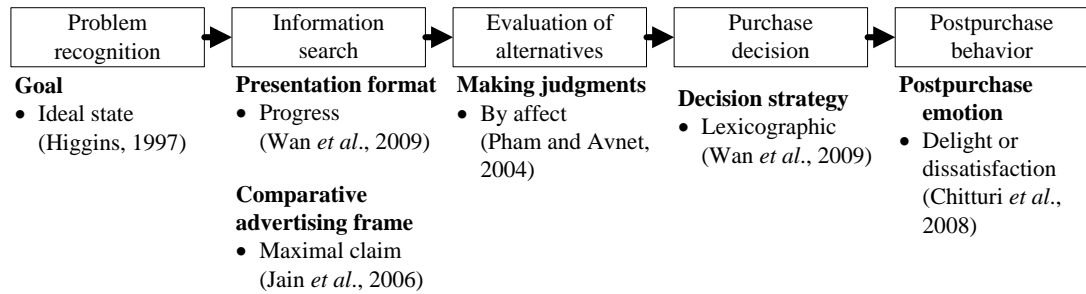 Problem
recognition
Information
search
Evaluation of
alternatives
Purchase
decision
Postpurchase
behavior
Goal
• Ideal state
(Higgins, 1997)
Presentation format
• Progress
(Wan et al., 2009)
Comparative
advertising frame
• Maximal claim
(Jain et al., 2006)
Making judgments
• By affect
(Pham and Avnet,
2004)
Decision strategy
• Lexicographic
(Wan et al., 2009)
Postpurchase
emotion
• Delight or
dissatisfaction
(Chitturi et al.,
2008)